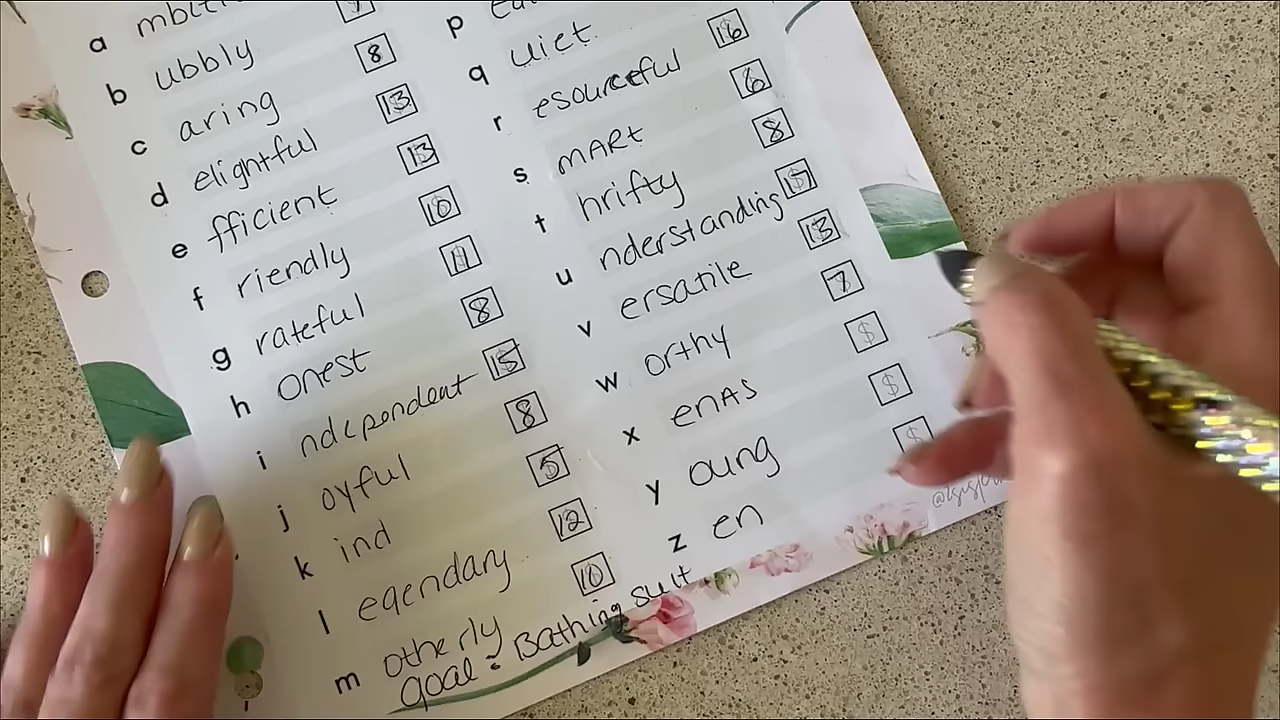 a
b ubbly
c aring 8
d elightful 13
e fficient 13
f riendly 10
g rateful 11
h onest 8
i ndependent 15
j oyful 8
k ind 5
l egendary 12
m otherly 10
p
q uiet
r esourceful 16
s mART 6
t hrifty 8
u nderstanding $
v ersatile 13
w orthy 7
x enAs $
y oung $
z en $
goal: Bathing suit